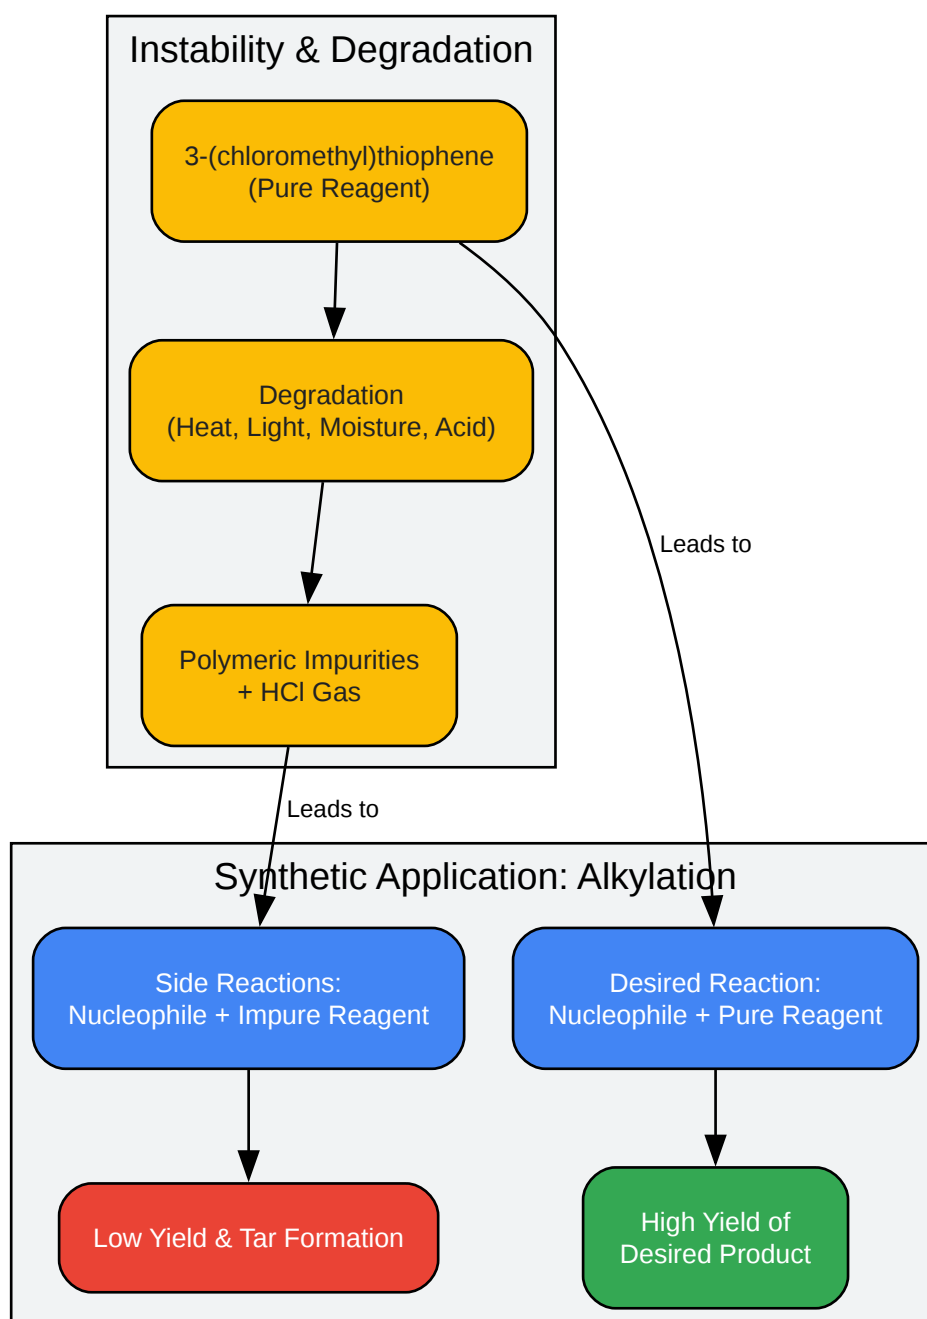 Instability & Degradation
3-(chloromethyl)thiophene
(Pure Reagent)
Degradation
(Heat, Light, Moisture, Acid)
Leads to
Polymeric Impurities
+ HCl Gas
Leads to
Synthetic Application: Alkylation
Side Reactions:
Nucleophile + Impure Reagent
Desired Reaction:
Nucleophile + Pure Reagent
Low Yield & Tar Formation
High Yield of
Desired Product